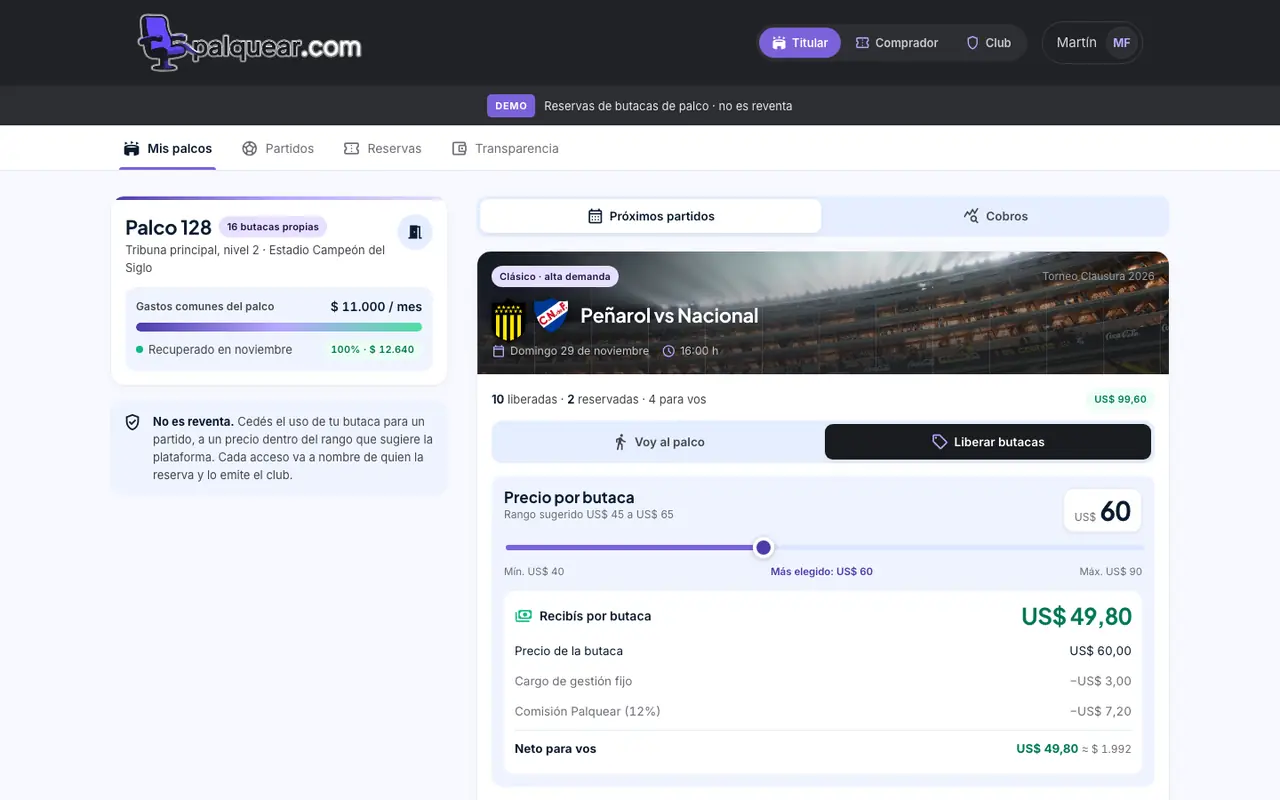 palquear.com
Titular
Comprador
Club
Martín MF
DEMO Reservas de butacas de palco · no es reventa
Mis palcos
Partidos
Reservas
Transparencia
Palco 128 16 butacas propias
Tribuna principal, nivel 2 · Estadio Campeón del
Siglo
Gastos comunes del palco $ 11.000 / mes
Recuperado en noviembre 100% · $ 12.640
No es reventa. Cedés el uso de tu butaca para un
partido, a un precio dentro del rango que sugiere la
plataforma. Cada acceso va a nombre de quien la
reserva y lo emite el club.
Próximos partidos
Cobros
Clásico · alta demanda
Torneo Clausura 2026
C.N. de F.
Peñarol vs Nacional
Domingo 29 de noviembre 16:00 h
Coca-Cola
10 liberadas · 2 reservadas · 4 para vos
US$ 99,60
Voy al palco
Liberar butacas
Precio por butaca
Rango sugerido US$ 45 a US$ 65
US$ 60
Mín. US$ 40
Más elegido: US$ 60
Máx. US$ 90
Recibís por butaca US$ 49,80
Precio de la butaca US$ 60,00
Cargo de gestión fijo −US$ 3,00
Comisión Palquear (12%) −US$ 7,20
Neto para vos US$ 49,80 ≈ $ 1.992